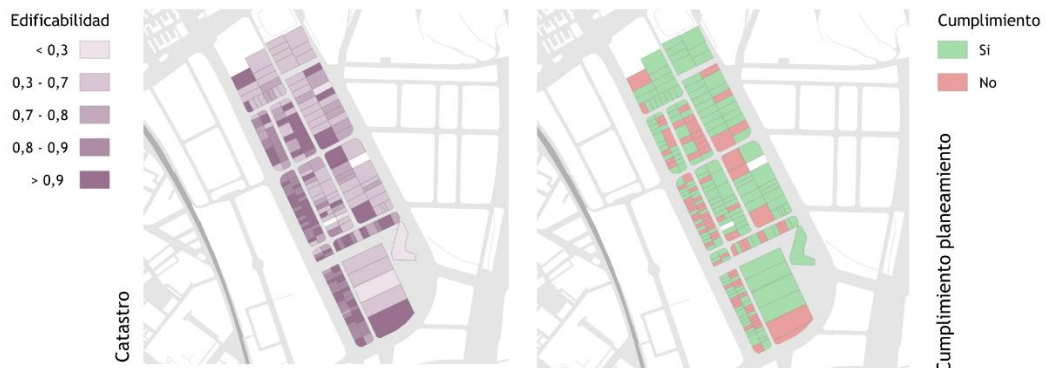 Edificabilidad
< 0,3
0,3 - 0,7
0,7 - 0,8
0,8 - 0,9
> 0,9
Catastro
Cumplimiento
Si
No
Cumplimiento planeamiento